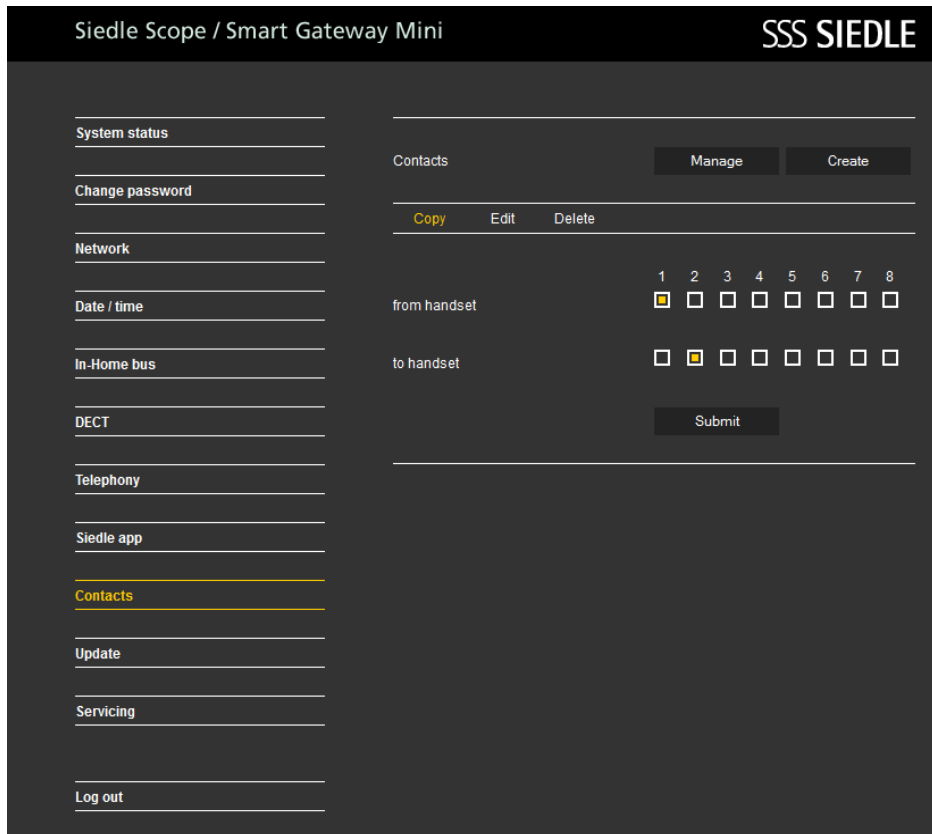 Siedle Scope / Smart Gateway Mini
SSS SIEDLE
System status
Change password
Network
Date / time
In-Home bus
DECT
Telephony
Siedle app
Contacts
Update
Servicing
Log out
Contacts Manage Create
Copy Edit Delete
1 2 3 4 5 6 7 8
from handset
to handset
Submit